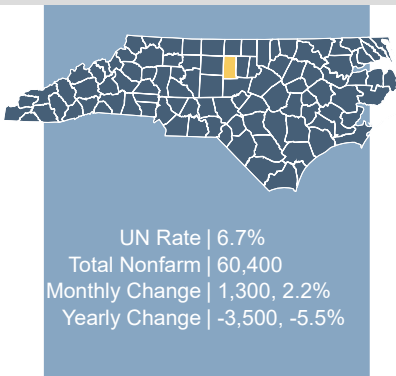 UN Rate | 6.7%
Total Nonfarm | 60,400
Monthly Change | 1,300, 2.2%
Yearly Change | -3,500, -5.5%